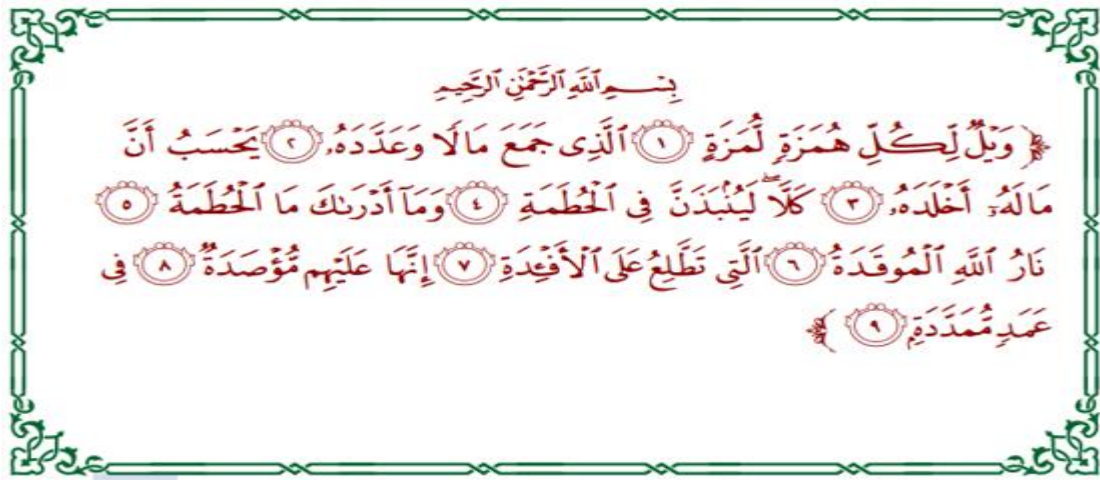 بِسْمِ ٱللَّهِ ٱلرَّحْمَٰنِ ٱلرَّحِيمِ
﴿ وَيْلٌ لِّكُلِّ هُمَزَةٍ لُّمَزَةٍ ١ ٱلَّذِى جَمَعَ مَالًا وَعَدَّدَهُۥ ٢ يَحْسَبُ أَنَّ
مَالَهُۥٓ أَخْلَدَهُۥ ٣ كَلَّا ۖ لَيُنۢبَذَنَّ فِى ٱلْحُطَمَةِ ٤ وَمَآ أَدْرَىٰكَ مَا ٱلْحُطَمَةُ ٥
نَارُ ٱللَّهِ ٱلْمُوقَدَةُ ٦ ٱلَّتِى تَطَّلِعُ عَلَى ٱلْأَفْـِٔدَةِ ٧ إِنَّهَا عَلَيْهِم مُّؤْصَدَةٌ ٨ فِى
عَمَدٍ مُّمَدَّدَةٍۭ ٩ ﴾